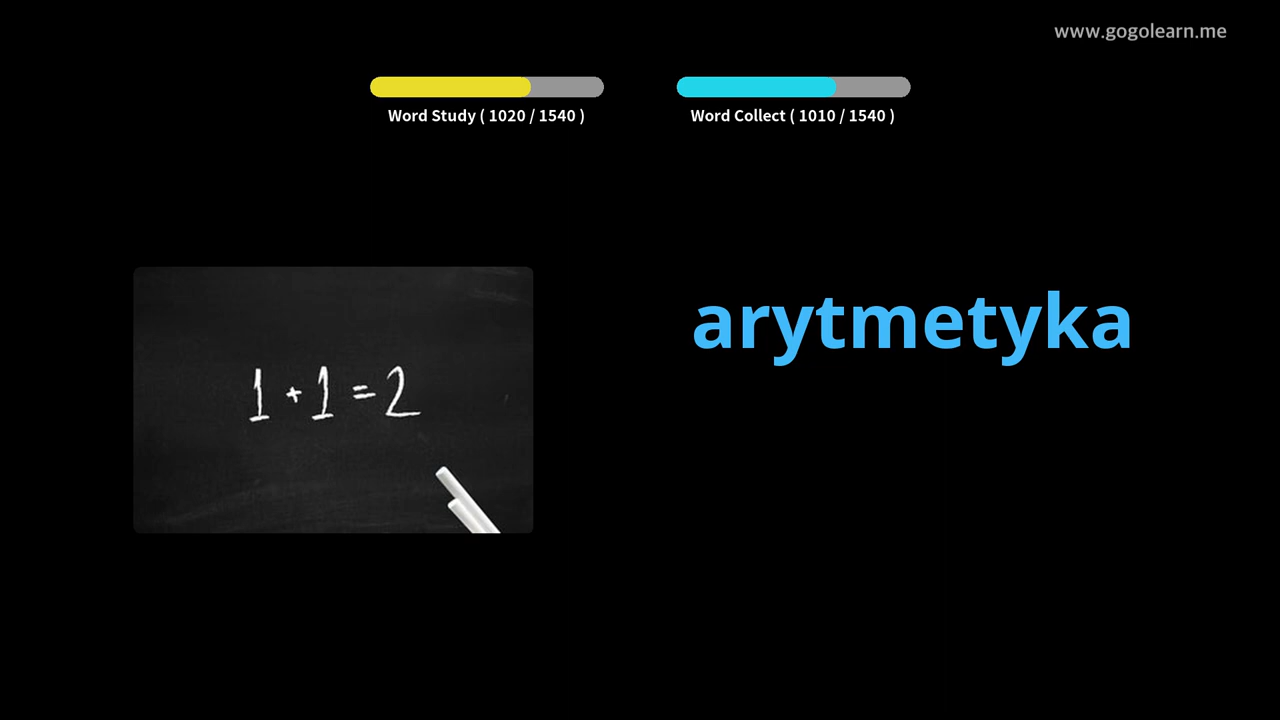 www.gogolearn.me
Word Study ( 1020 / 1540 )
Word Collect ( 1010 / 1540 )
arytmetyka
1 + 1 = 2